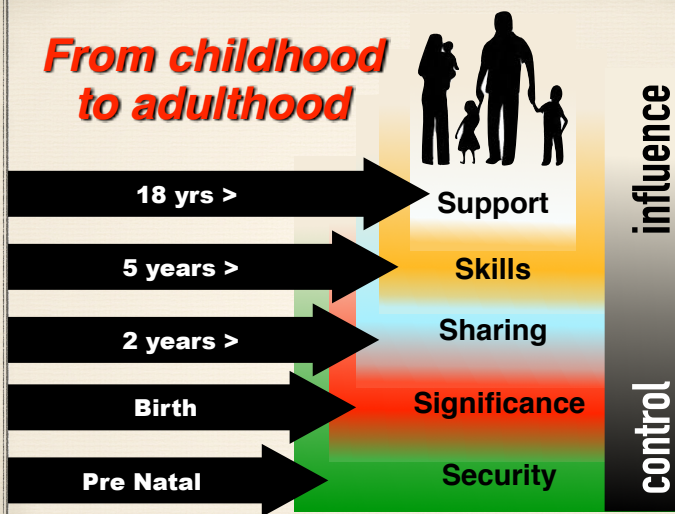 From childhood
to adulthood
18 yrs > Support
5 years > Skills
2 years > Sharing
Birth Significance
Pre Natal Security
influence
control